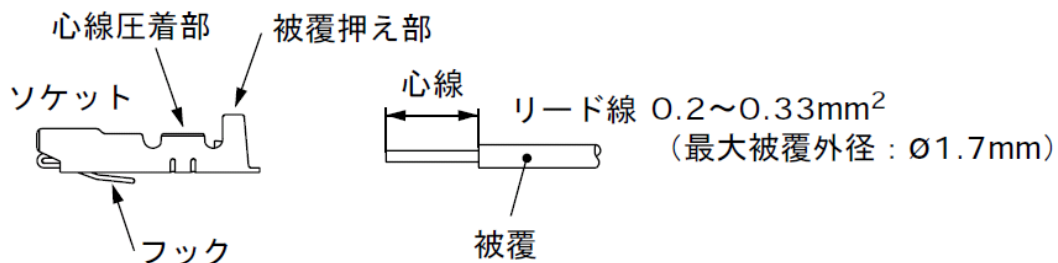 心線圧着部
被覆押え部
ソケット
フック
心線
リード線 0.2～0.33mm²
（最大被覆外径：Ø1.7mm）
被覆